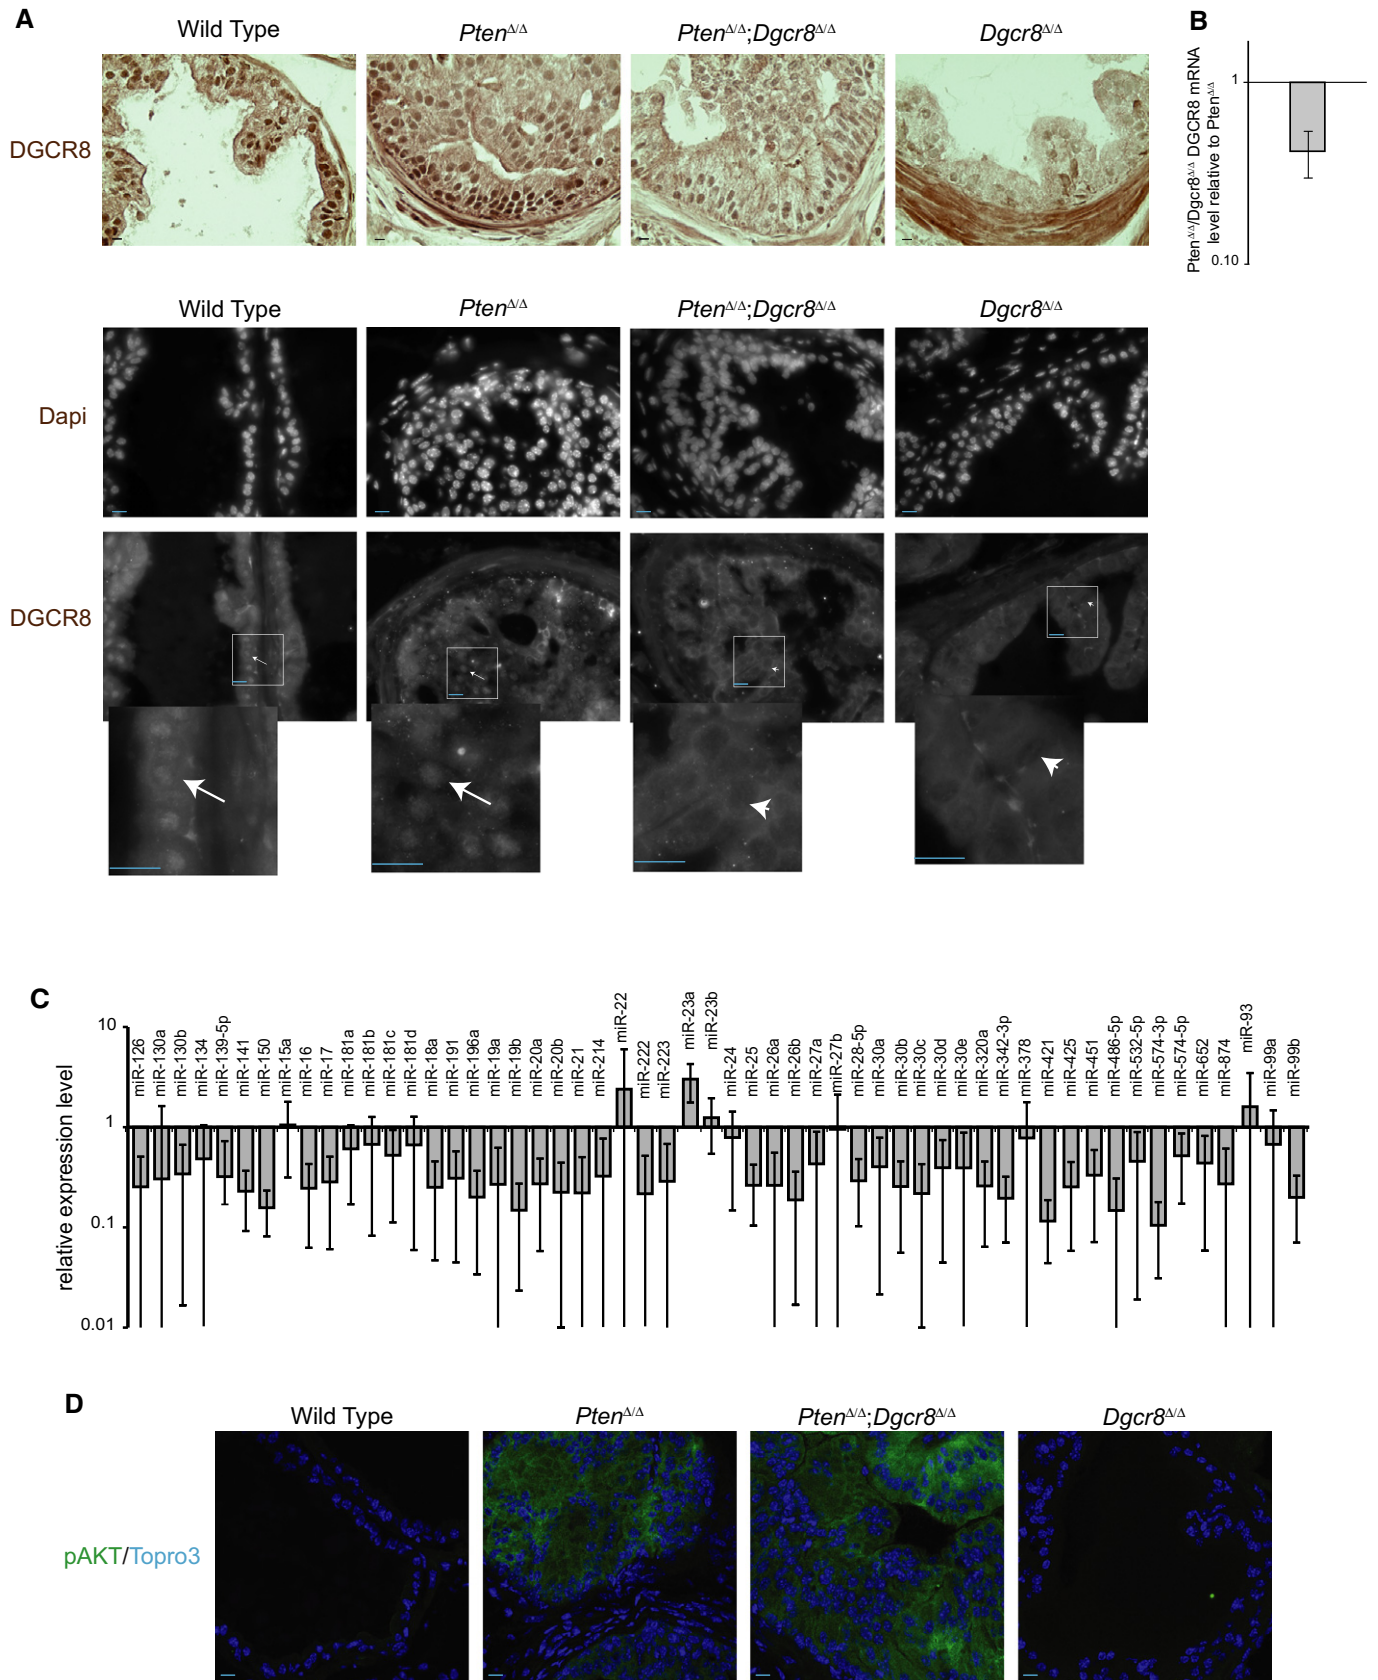 A
Wild Type
PtenΔ/Δ
PtenΔ/Δ;Dgcr8Δ/Δ
Dgcr8Δ/Δ
DGCR8
B
PtenΔ/Δ/Dgcr8Δ/Δ DGCR8 mRNA
level relative to PtenΔ/Δ
1
0.10
Wild Type
PtenΔ/Δ
PtenΔ/Δ;Dgcr8Δ/Δ
Dgcr8Δ/Δ
Dapi
DGCR8
C
relative expression level
10
1
0.1
0.01
miR-126
miR-130a
miR-130b
miR-134
miR-139-5p
miR-141
miR-150
miR-15a
miR-16
miR-17
miR-181a
miR-181b
miR-181c
miR-181d
miR-18a
miR-191
miR-196a
miR-19a
miR-19b
miR-20a
miR-20b
miR-21
miR-214
miR-22
miR-222
miR-223
miR-23a
miR-23b
miR-24
miR-25
miR-26a
miR-26b
miR-27a
miR-27b
miR-28-5p
miR-30a
miR-30b
miR-30c
miR-30d
miR-30e
miR-320a
miR-342-3p
miR-378
miR-421
miR-425
miR-451
miR-486-5p
miR-532-5p
miR-574-3p
miR-574-5p
miR-652
miR-874
miR-93
miR-99a
miR-99b
D
Wild Type
PtenΔ/Δ
PtenΔ/Δ;Dgcr8Δ/Δ
Dgcr8Δ/Δ
pAKT/Topro3